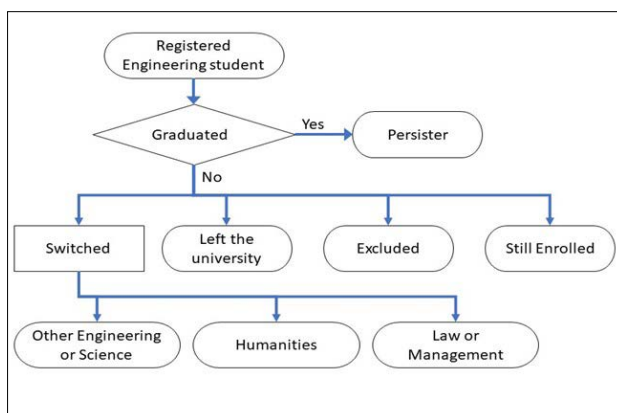 Registered
Engineering student
Graduated
Yes
Persister
No
Switched
Left the
university
Excluded
Still Enrolled
Other Engineering
or Science
Humanities
Law or
Management